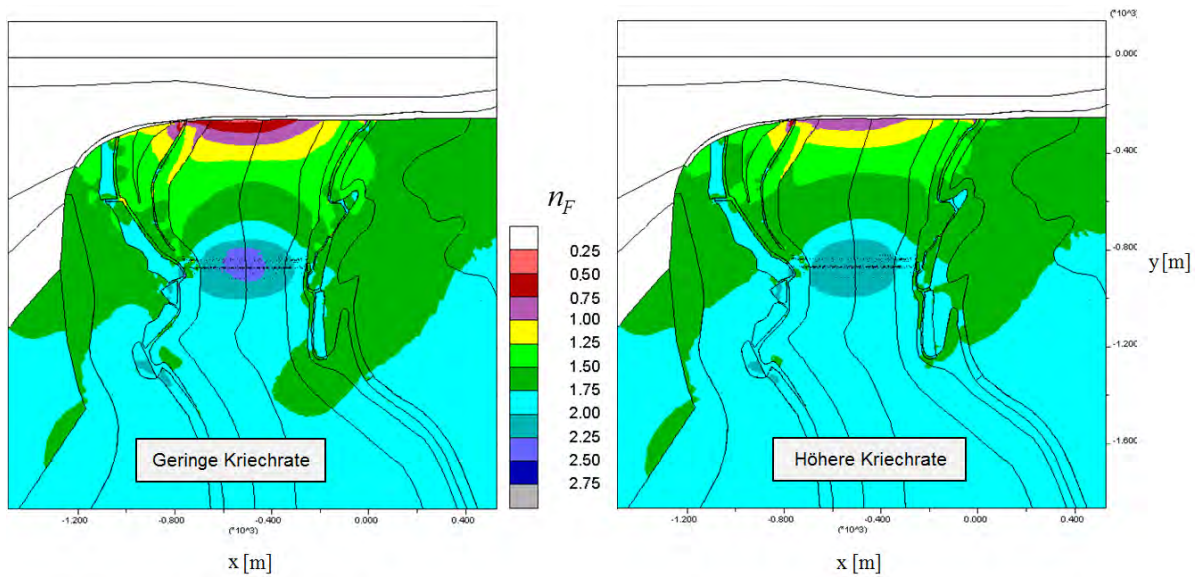 (*10^3)
0.000
-0.400
-0.800
y [m]
-1.200
-1.600
n_F
0.25
0.50
0.75
1.00
1.25
1.50
1.75
2.00
2.25
2.50
2.75
Geringe Kriechrate
Höhere Kriechrate
-1.200 -0.800 -0.400 0.000 0.400
(*10^3)
-1.200 -0.800 -0.400 0.000 0.400
(*10^3)
x [m]
x [m]